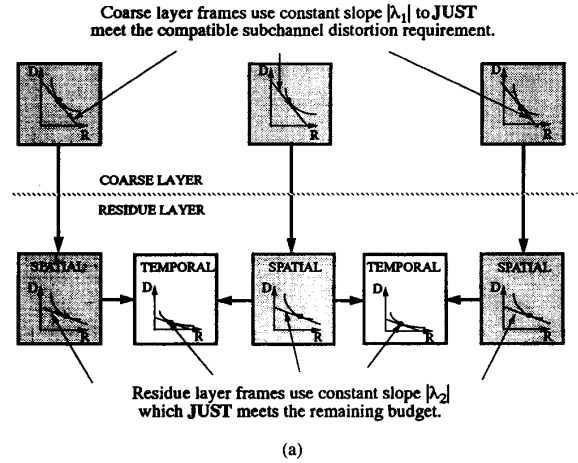 Coarse layer frames use constant slope |λ₁| to JUST
meet the compatible subchannel distortion requirement.
D D D
R R R
COARSE LAYER
RESIDUE LAYER
SPATIAL TEMPORAL SPATIAL TEMPORAL SPATIAL
D D D D D
R R R R R
Residue layer frames use constant slope |λ₂|
which JUST meets the remaining budget.
(a)